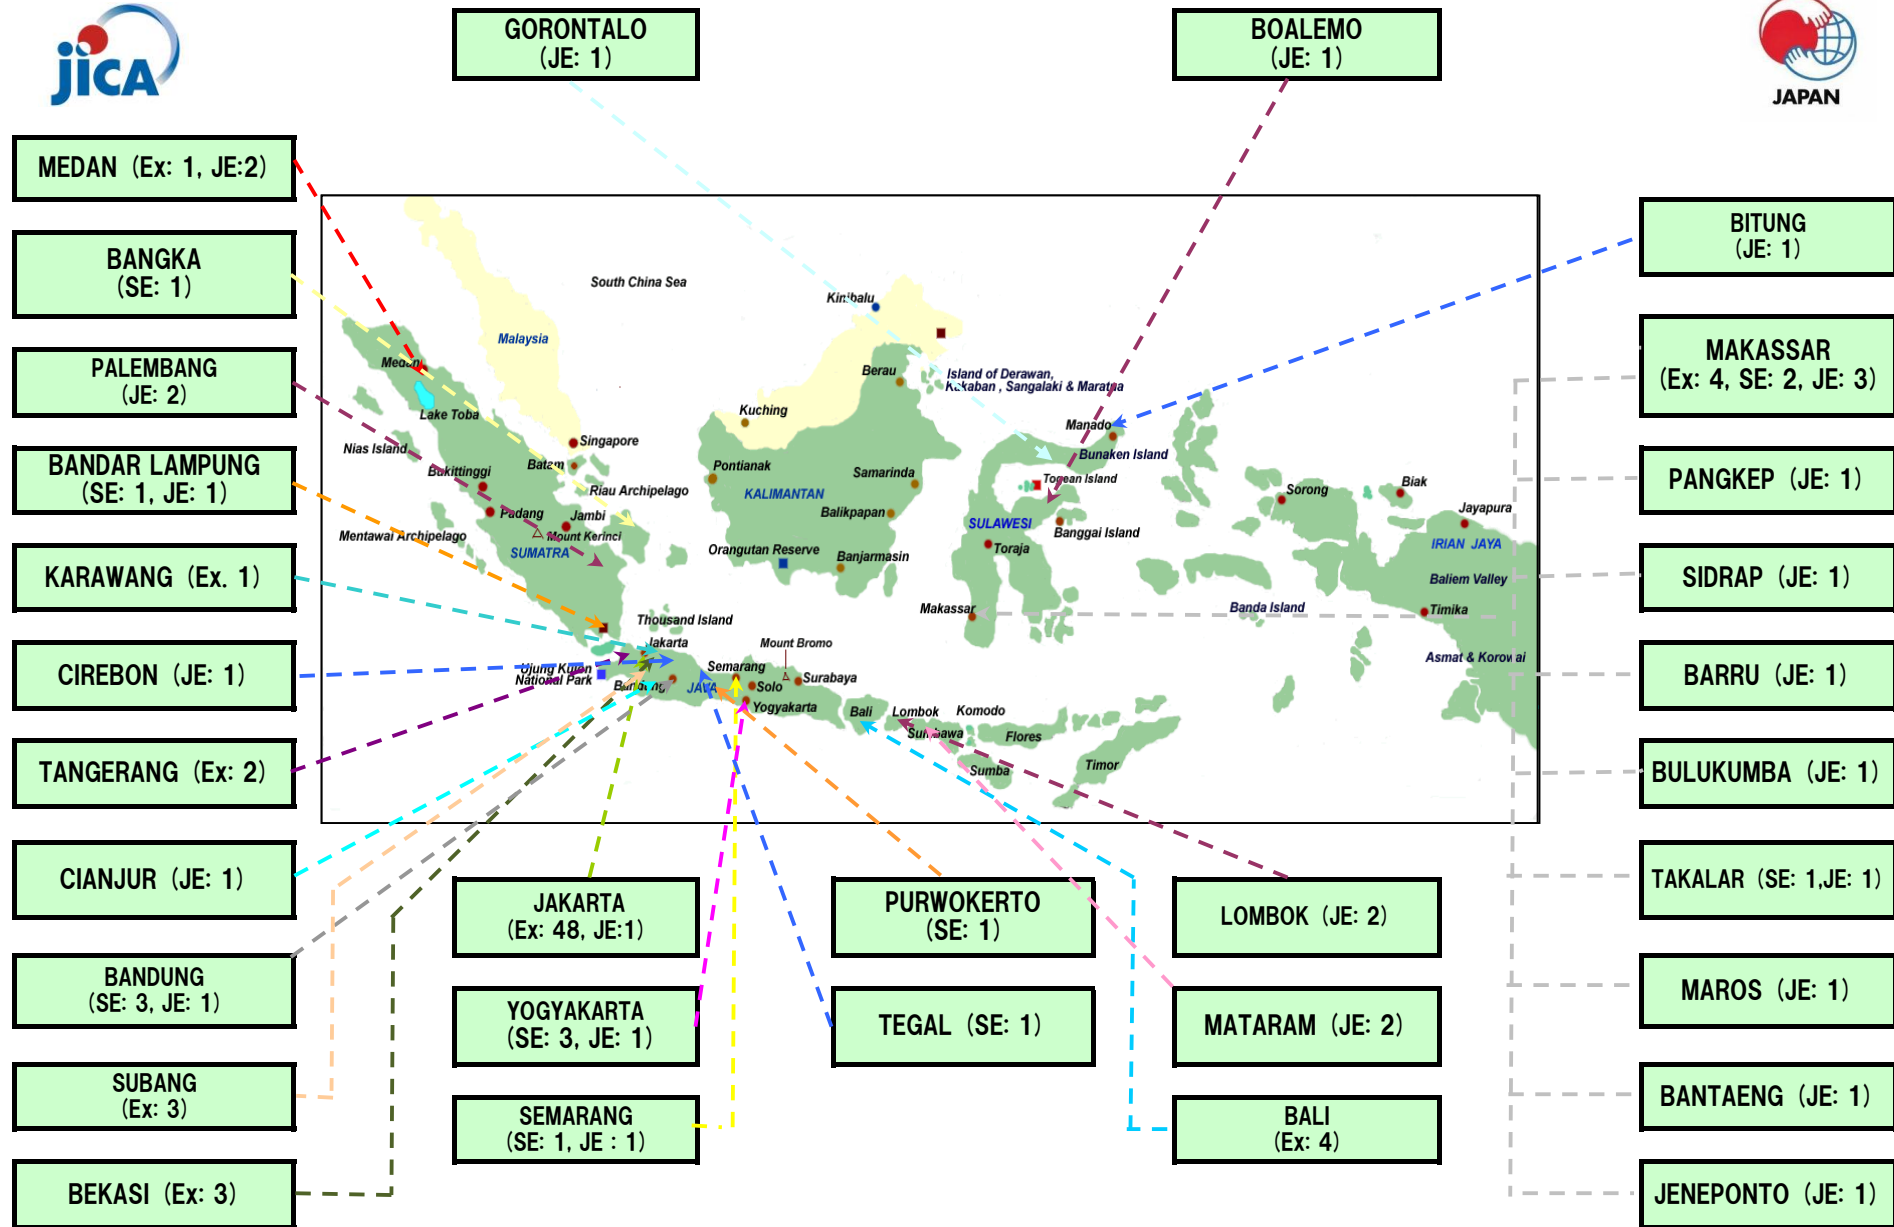 jICA
GORONTALO
(JE: 1)
BOALEMO
(JE: 1)
JAPAN
MEDAN (Ex: 1, JE:2)
BANGKA
(SE: 1)
PALEMBANG
(JE: 2)
BANDAR LAMPUNG
(SE: 1, JE: 1)
KARAWANG (Ex. 1)
CIREBON (JE: 1)
TANGERANG (Ex: 2)
CIANJUR (JE: 1)
BANDUNG
(SE: 3, JE: 1)
SUBANG
(Ex: 3)
BEKASI (Ex: 3)
South China Sea
Kinibalu
Malaysia
Medan
Island of Derawan,
Kakaban , Sangalaki & Maratua
Berau
Lake Toba
Kuching
Manado
Singapore
Nias Island
Bunaken Island
Batam
Bukittinggi
Pontianak
Samarinda
Togean Island
Riau Archipelago
KALIMANTAN
Sorong
Biak
Padang
Jambi
Balikpapan
SULAWESI
Jayapura
Mentawai Archipelago
Mount Kerinci
Banggai Island
SUMATRA
Orangutan Reserve
Banjarmasin
Toraja
IRIAN JAYA
Baliem Valley
Thousand Island
Makassar
Banda Island
Timika
Jakarta
Mount Bromo
Asmat & Korowai
Ujung Kulon
National Park
Semarang
Bandung
JAVA
Solo
Surabaya
Yogyakarta
Bali
Lombok
Komodo
Sumbawa
Flores
Sumba
Timor
JAKARTA
(Ex: 48, JE:1)
YOGYAKARTA
(SE: 3, JE: 1)
SEMARANG
(SE: 1, JE : 1)
PURWOKERTO
(SE: 1)
TEGAL (SE: 1)
LOMBOK (JE: 2)
MATARAM (JE: 2)
BALI
(Ex: 4)
BITUNG
(JE: 1)
MAKASSAR
(Ex: 4, SE: 2, JE: 3)
PANGKEP (JE: 1)
SIDRAP (JE: 1)
BARRU (JE: 1)
BULUKUMBA (JE: 1)
TAKALAR (SE: 1,JE: 1)
MAROS (JE: 1)
BANTAENG (JE: 1)
JENEPONTO (JE: 1)